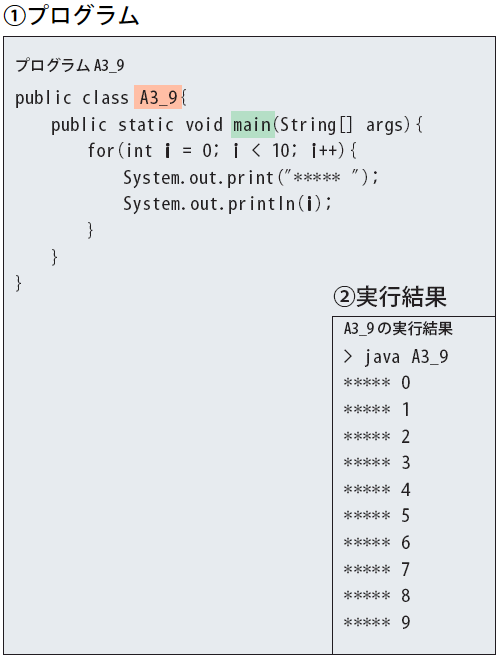 ①プログラム
プログラム A3_9
public class A3_9{
public static void main(String[] args){
for(int i = 0; i < 10; i++){
System.out.print("***** ");
System.out.println(i);
}
}
}
②実行結果
A3_9の実行結果
> java A3_9
***** 0
***** 1
***** 2
***** 3
***** 4
***** 5
***** 6
***** 7
***** 8
***** 9